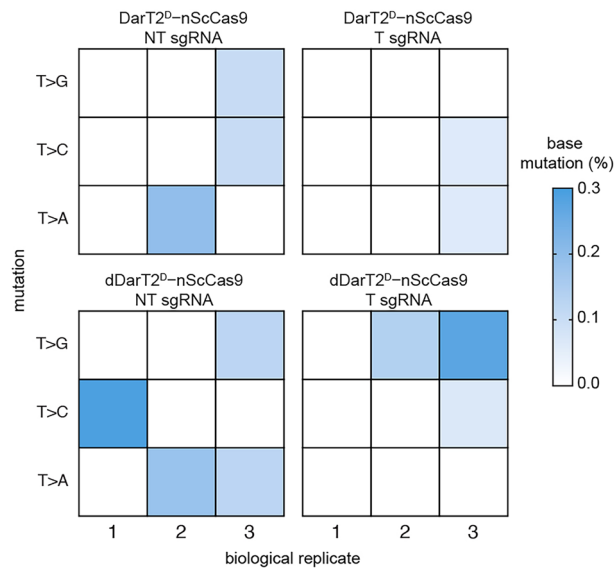 DarT2ᴰ–nScCas9
NT sgRNA
DarT2ᴰ–nScCas9
T sgRNA
T>G
T>C
T>A
base
mutation (%)
0.3
0.2
0.1
0.0
mutation
dDarT2ᴰ–nScCas9
NT sgRNA
dDarT2ᴰ–nScCas9
T sgRNA
T>G
T>C
T>A
1 2 3 1 2 3
biological replicate